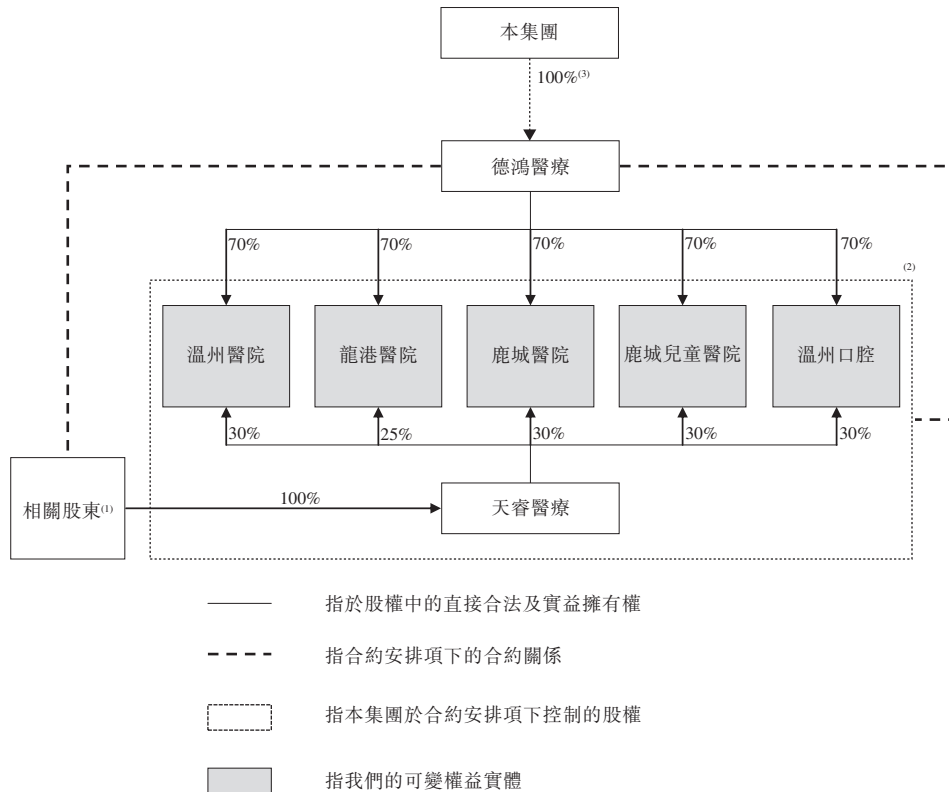 本集團
100%(3)
德鴻醫療
70% 70% 70% 70% 70%
(2)
溫州醫院 龍港醫院 鹿城醫院 鹿城兒童醫院 溫州口腔
30% 25% 30% 30% 30%
相關股東(1)
100%
天睿醫療
指於股權中的直接合法及實益擁有權
指合約安排項下的合約關係
指本集團於合約安排項下控制的股權
指我們的可變權益實體